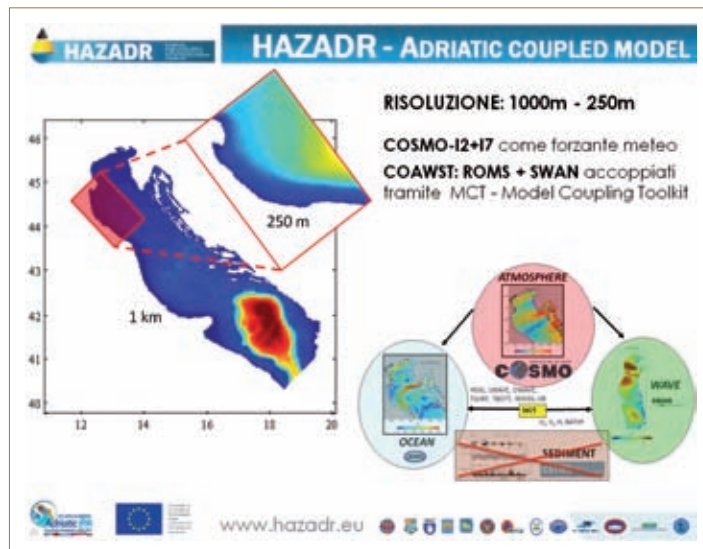 HAZADR
HAZADR - ADRIATIC COUPLED MODEL
RISOLUZIONE: 1000m - 250m
COSMO-I2+I7 come forzante meteo
COAWST: ROMS + SWAN accoppiati
tramite MCT - Model Coupling Toolkit
46
45
44
43
42
41
40
12
14
16
18
20
250 m
1 km
ATMOSPHERE
COSMO
WAVE
MCT
OCEAN
SEDIMENT
Adriatic IPA
www.hazadr.eu